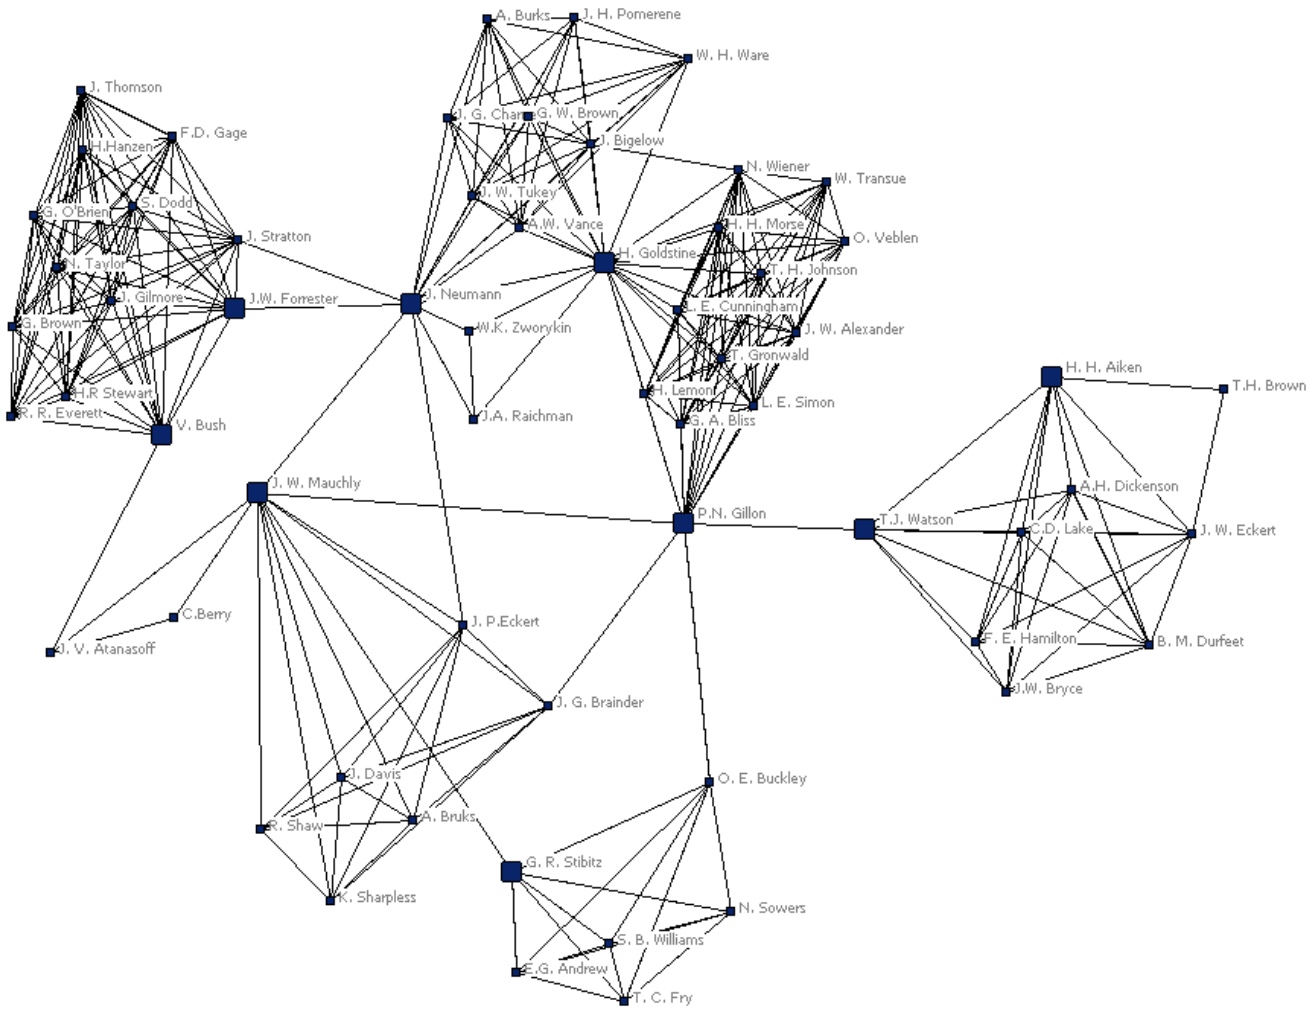 A. Burks
J. H. Pomerene
W. H. Ware
J. Thomson
J. G. Char
G. W. Brown
F.D. Gage
J. Bigelow
H.Hanzen
N. Wiener
W. Transue
J. W. Tukey
S. Dodd
G. O'Brien
A.W. Vance
H. H. Morse
J. Stratton
O. Veblen
H. Goldstine
N. Taylor
T. H. Johnson
J. Neumann
J.W. Forrester
J. Gilmore
L. E. Cunningham
G. Brown
W.K. Zworykin
J. W. Alexander
T. Gronwald
H. H. Aiken
T.H. Brown
H.R Stewart
H. Lemon
L. E. Simon
R. R. Everett
J.A. Raichman
G. A. Bliss
V. Bush
J. W. Mauchly
A.H. Dickenson
P.N. Gillon
T.J. Watson
C.D. Lake
J. W. Eckert
C.Berry
J. P.Eckert
F. E. Hamilton
B. M. Durfeet
J. V. Atanasoff
J.W. Bryce
J. G. Brainder
J. Davis
O. E. Buckley
A. Bruks
R. Shaw
G. R. Stibitz
K. Sharpless
N. Sowers
S. B. Williams
E.G. Andrew
T. C. Fry